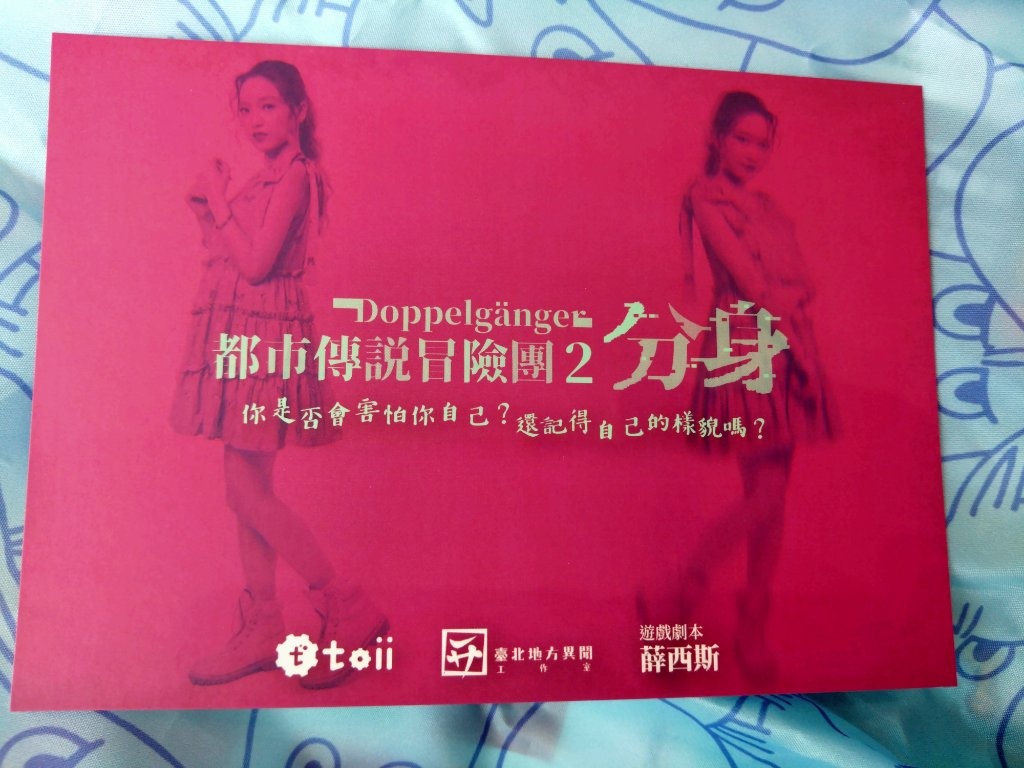 Doppelgänger
都市傳說冒險團2 分身
你是否會害怕你自己？還記得自己的樣貌嗎？
t toii
臺北地方異聞
工作室
遊戲劇本
薛西斯